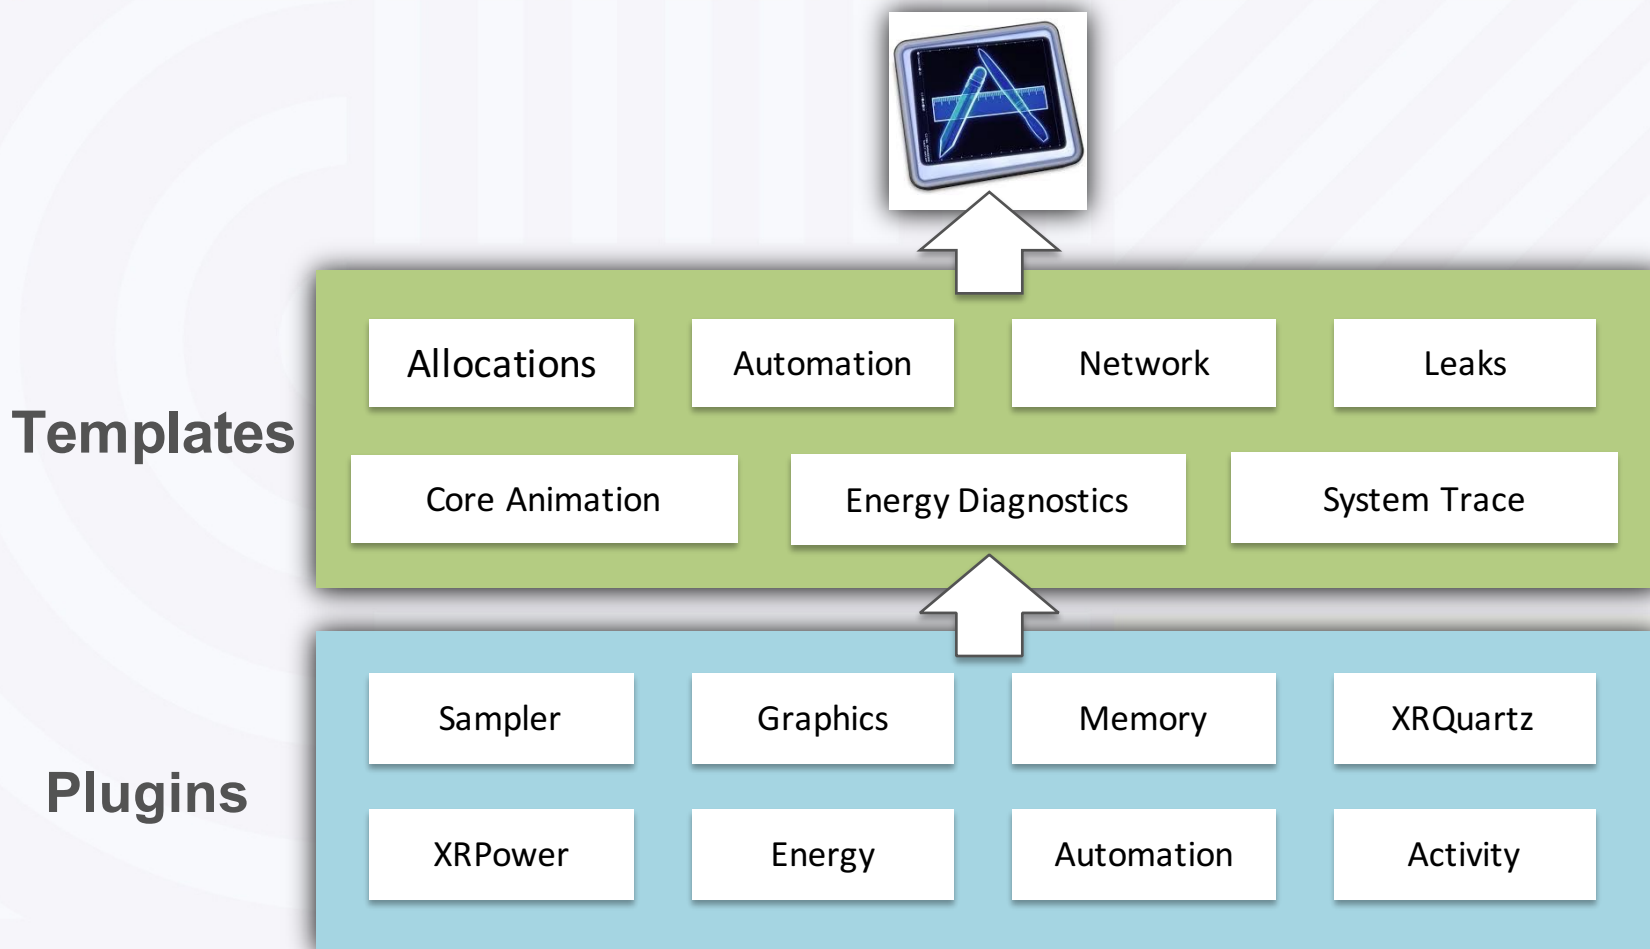 Templates
Allocations
Automation
Network
Leaks
Core Animation
Energy Diagnostics
System Trace
Plugins
Sampler
Graphics
Memory
XRQuartz
XRPower
Energy
Automation
Activity